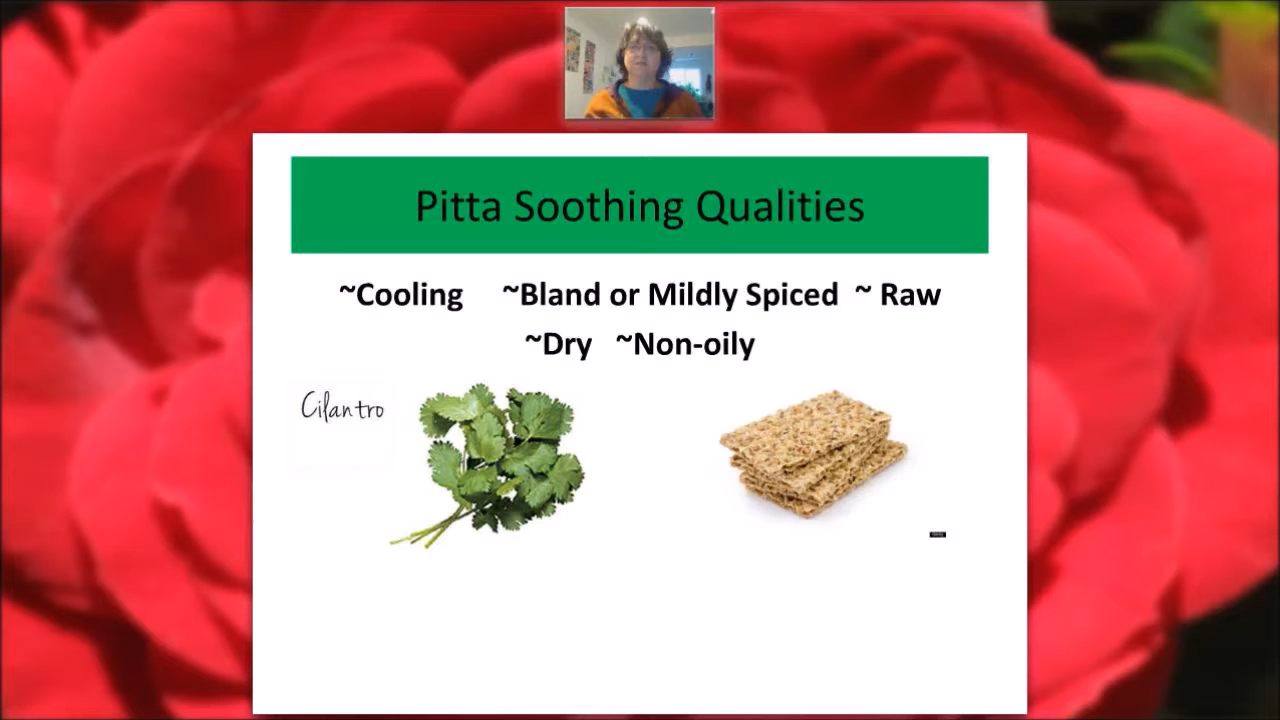 Pitta Soothing Qualities
~Cooling ~Bland or Mildly Spiced ~ Raw
~Dry ~Non-oily
Cilantro